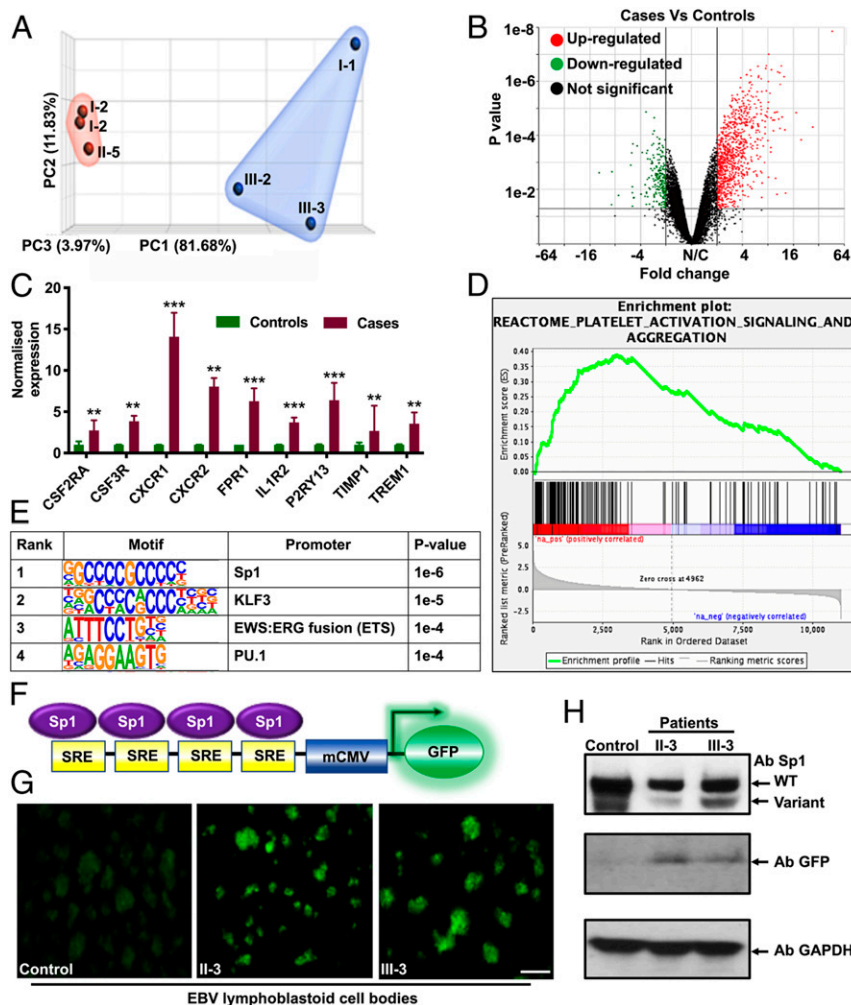 A
I-1
I-2
I-2
II-5
III-2
III-3
PC2 (11.83%)
PC3 (3.97%)
PC1 (81.68%)
B
Cases Vs Controls
Up-regulated
Down-regulated
Not significant
P value
1e-8
1e-6
1e-4
1e-2
-64
-16
-4
N/C
4
16
64
Fold change
C
Normalised expression
20
15
10
5
0
Controls
Cases
**
**
***
**
***
***
***
**
**
CSF2RA
CSF3R
CXCR1
CXCR2
FPR1
IL1R2
P2RY13
TIMP1
TREM1
D
Enrichment plot:
REACTOME_PLATELET_ACTIVATION_SIGNALING_AND
AGGREGATION
Enrichment score (ES)
0.40
0.35
0.30
0.25
0.20
0.15
0.10
0.05
0.00
'na_pos' (positively correlated)
Ranked list metric (PreRanked)
5.0
2.5
0.0
-2.5
Zero cross at 4962
'na_neg' (negatively correlated)
0
2,500
5,000
7,500
10,000
Rank in Ordered Dataset
Enrichment profile
Hits
Ranking metric scores
E
Rank Motif Promoter P-value
1 Sp1 1e-6
2 KLF3 1e-5
3 ATTTCCTG EWS:ERG fusion (ETS) 1e-4
4 AGAGGAAGTG PU.1 1e-4
F
Sp1 Sp1 Sp1 Sp1
SRE SRE SRE SRE mCMV GFP
G
Control
II-3
III-3
EBV lymphoblastoid cell bodies
H
Patients
Control II-3 III-3
Ab Sp1
WT
Variant
Ab GFP
Ab GAPDH